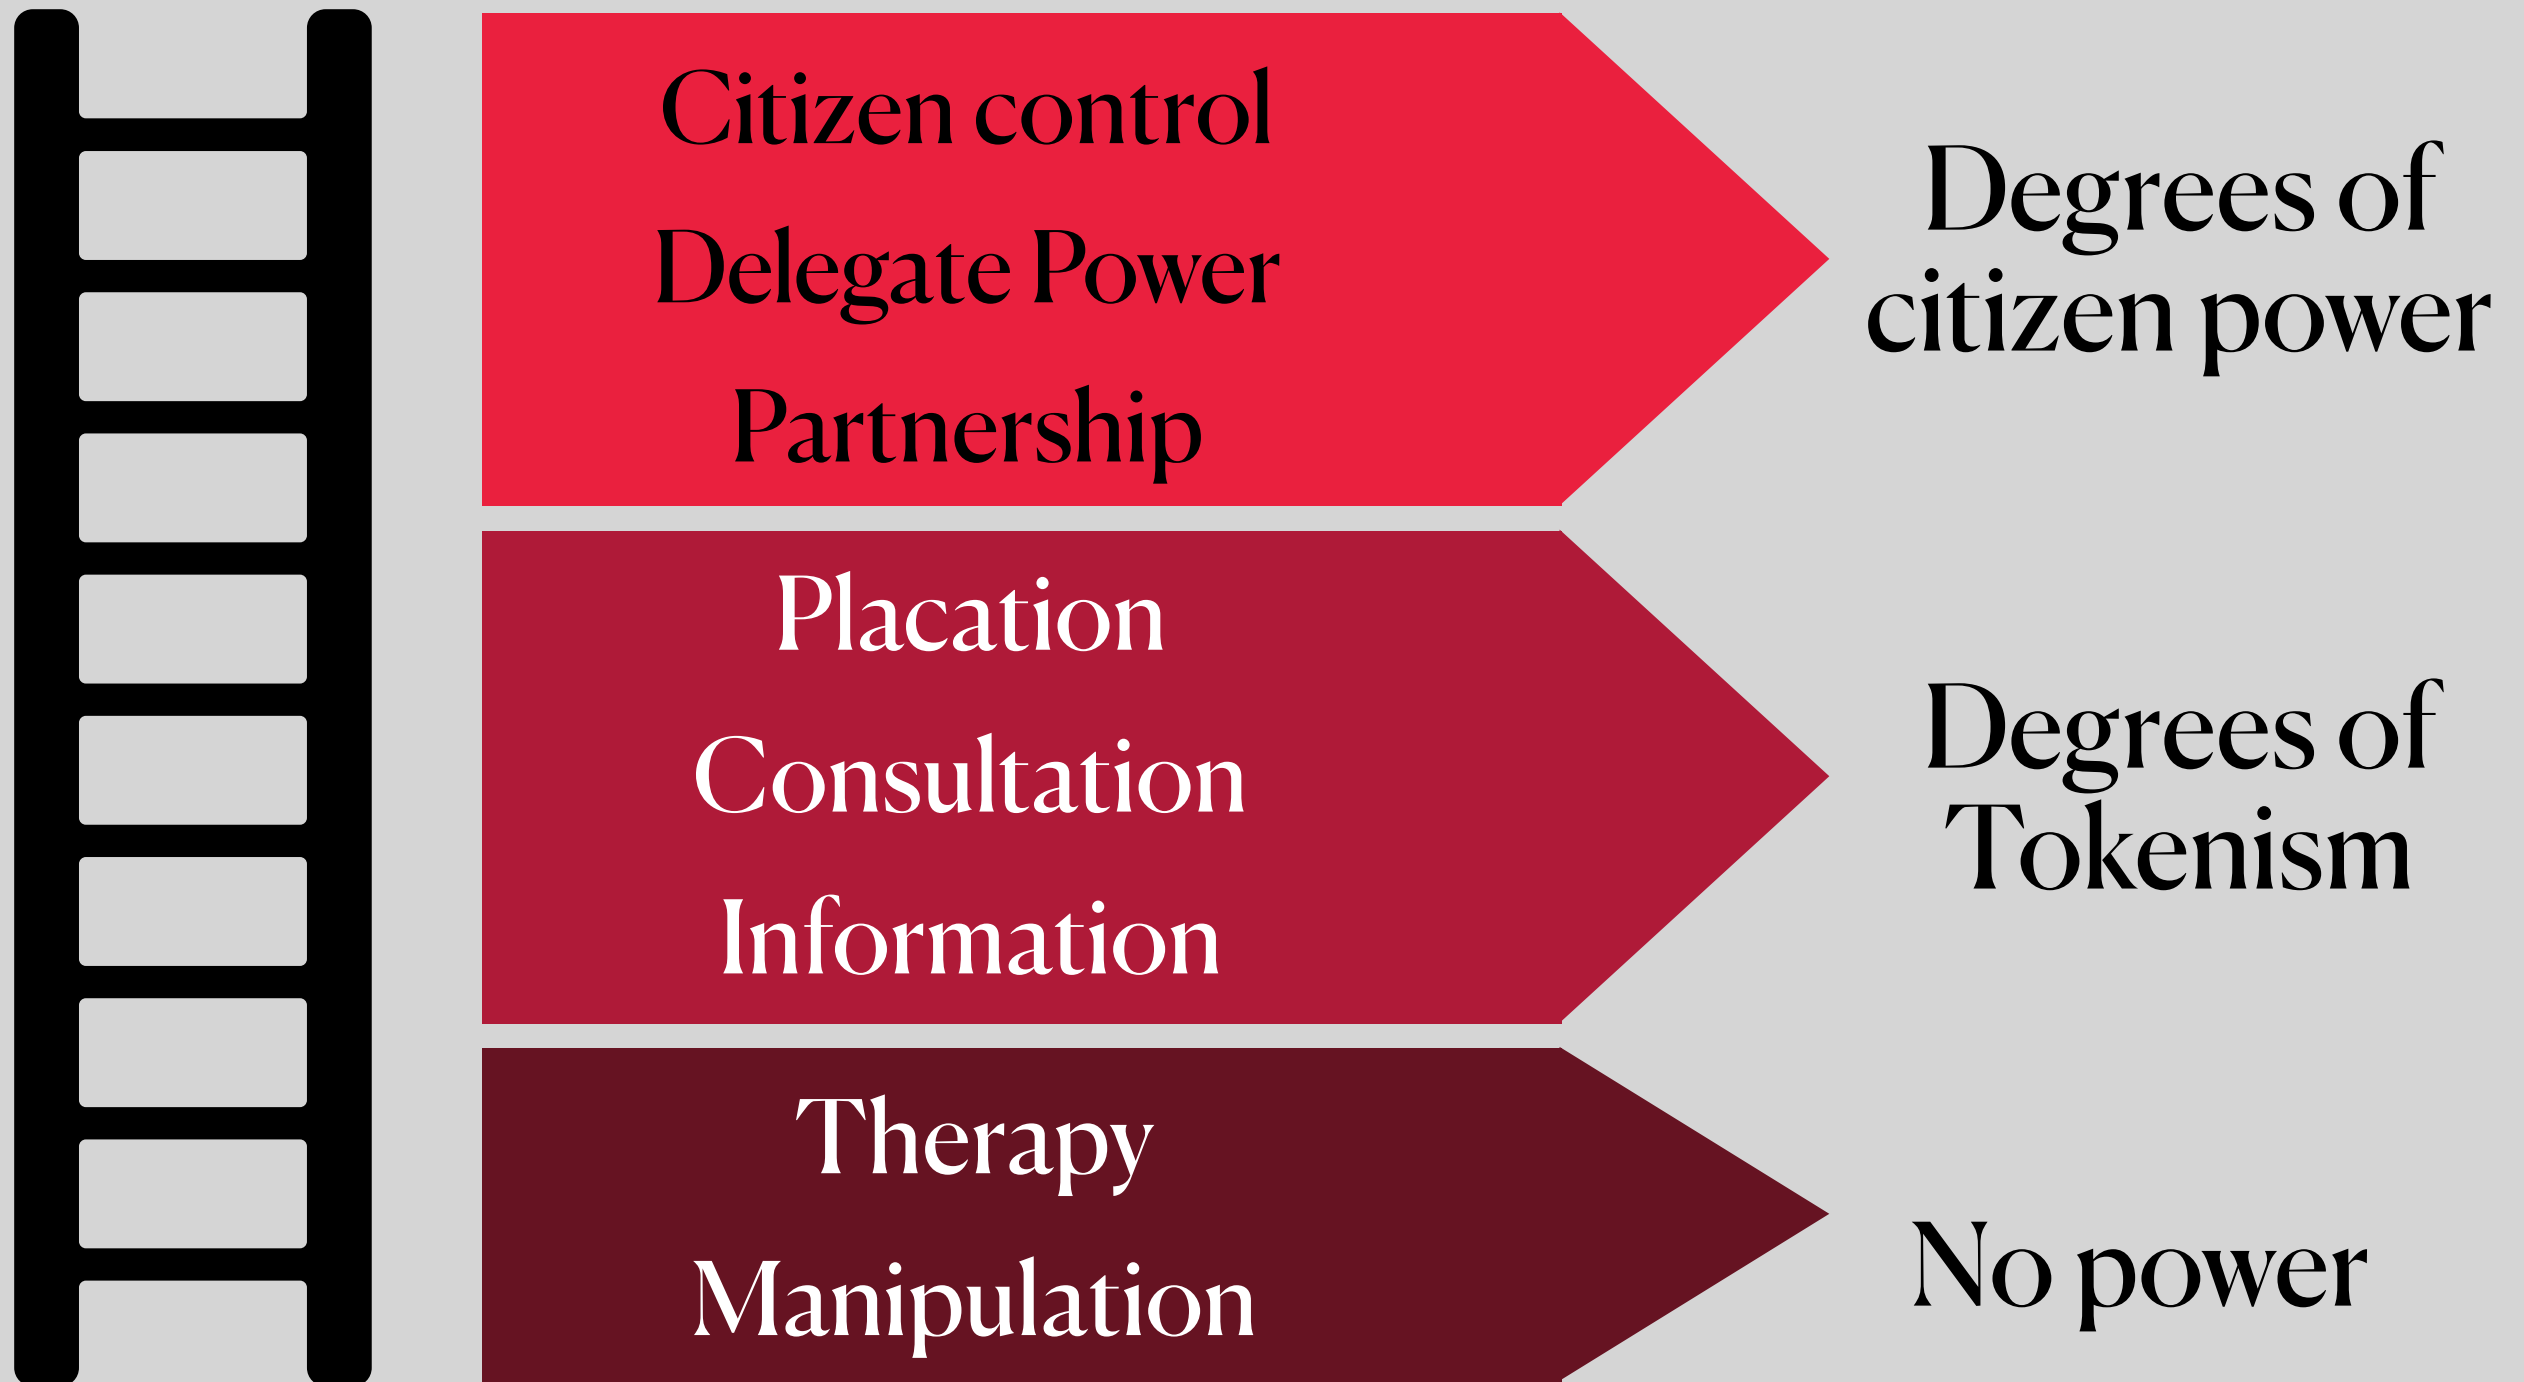 Citizen control
Delegate Power
Partnership
Degrees of
citizen power
Placation
Consultation
Information
Degrees of
Tokenism
Therapy
Manipulation
No power